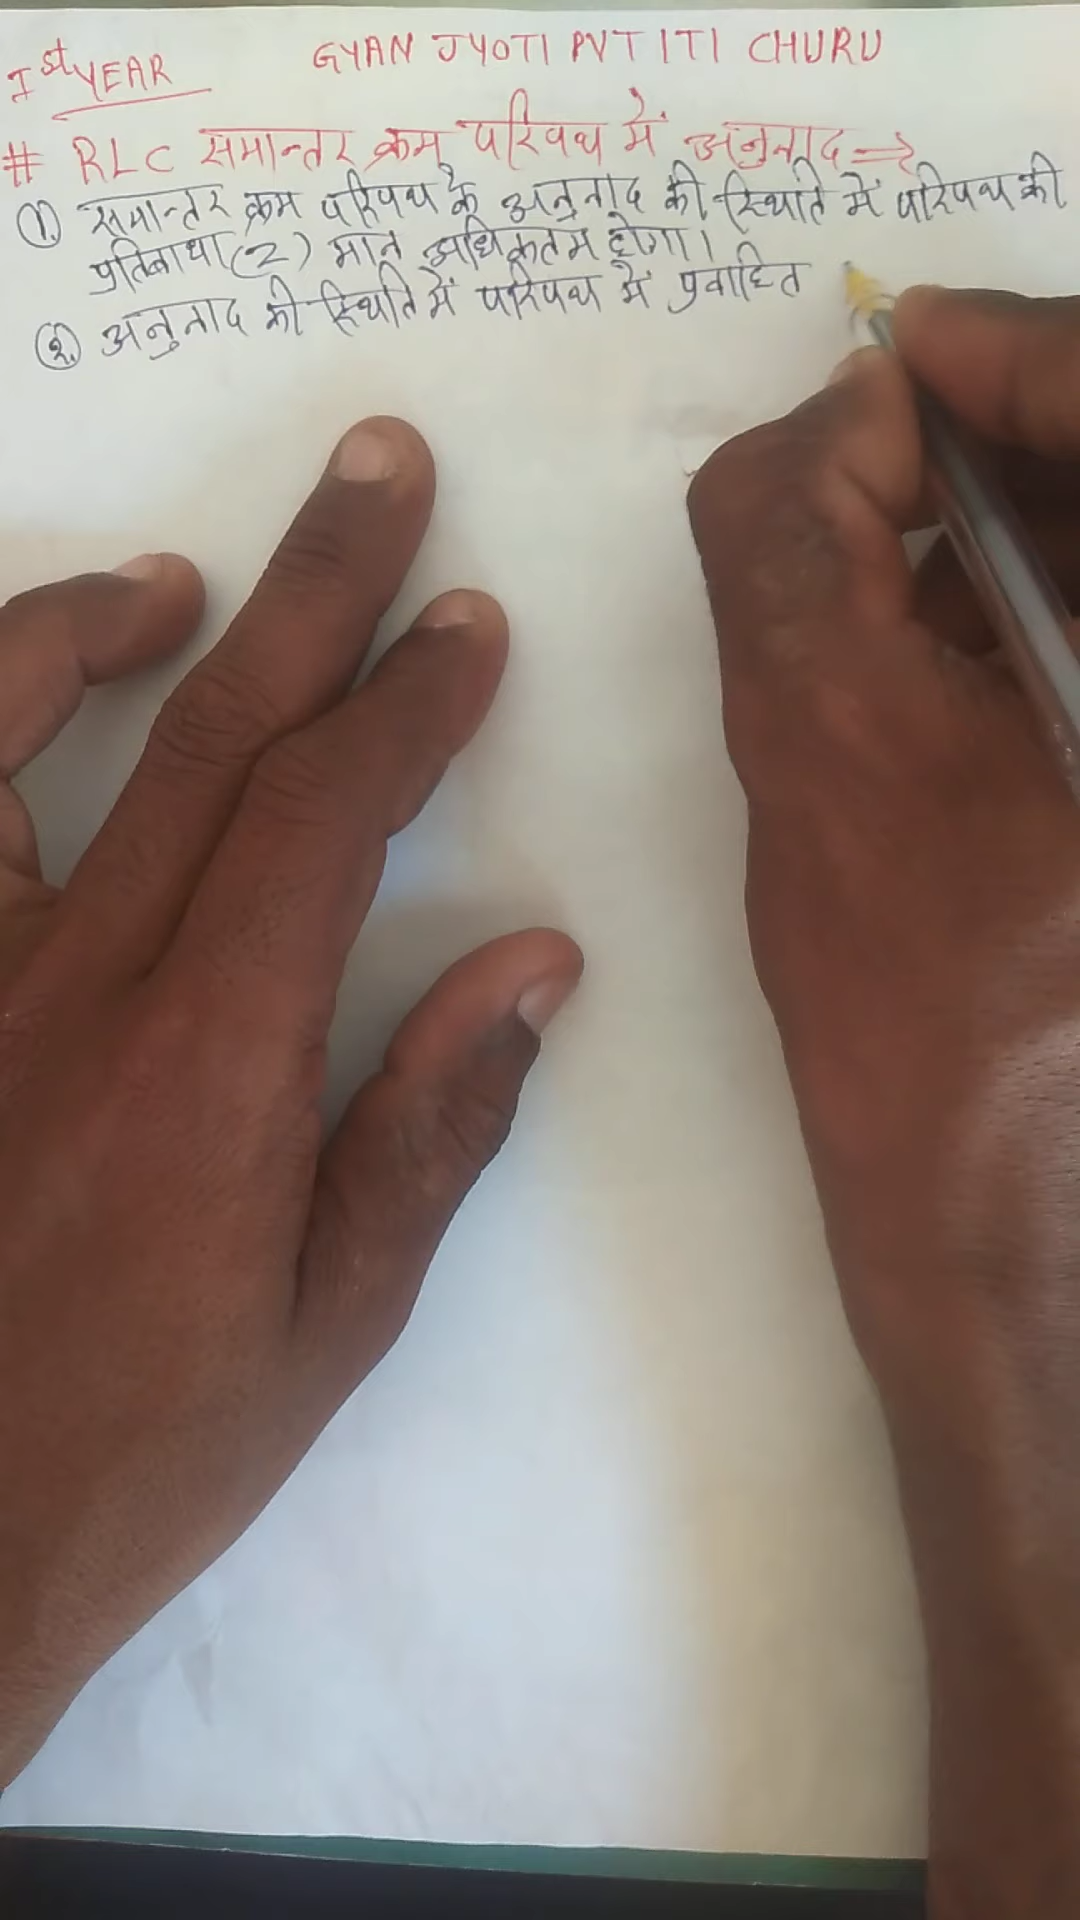 Ist YEAR
GYAN JYOTI PVT ITI CHURU
# RLC समान्तर क्रम परिपथ में अनुनाद ⇒
①. समान्तर क्रम परिपथ के अनुनाद की स्थिति में परिपथ की
प्रतिबाधा (Z) मान अधिकतम होगा।
②. अनुनाद की स्थिति में परिपथ में प्रवाहित